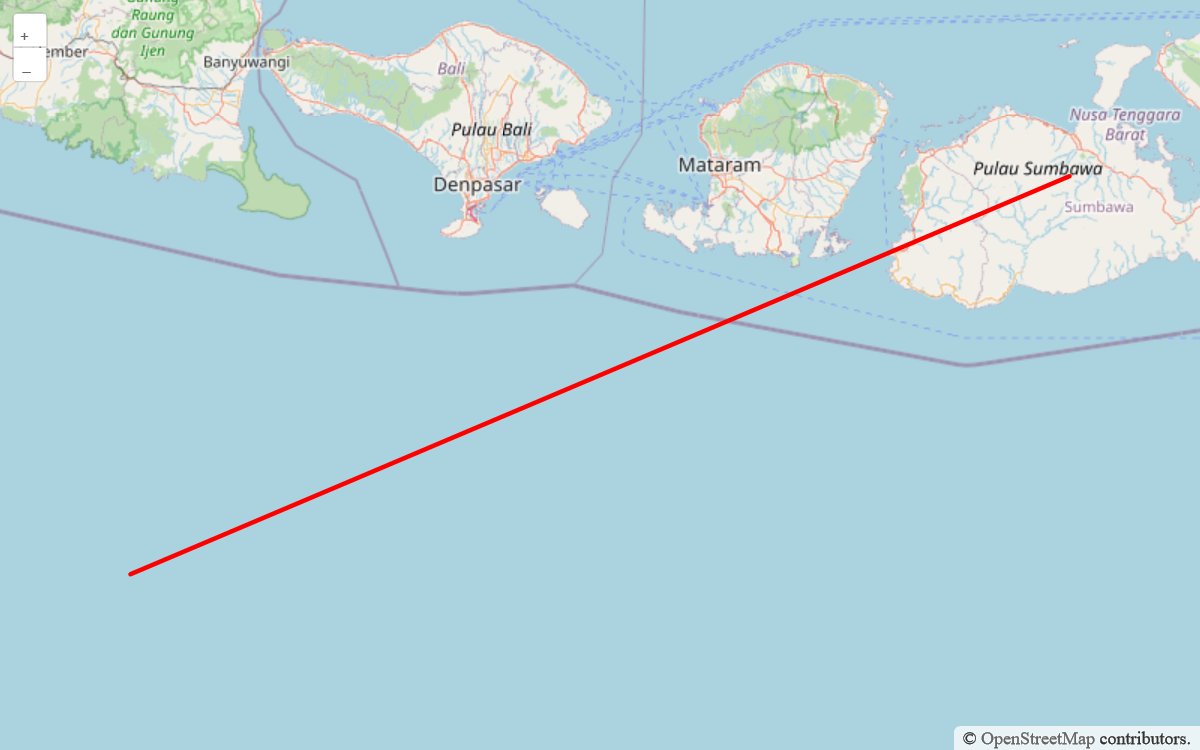 Gunung
Raung
dan Gunung
Ijen
+
ember
–
Banyuwangi
Bali
Pulau Bali
Denpasar
Mataram
Nusa Tenggara
Barat
Pulau Sumbawa
Sumbawa
© OpenStreetMap contributors.